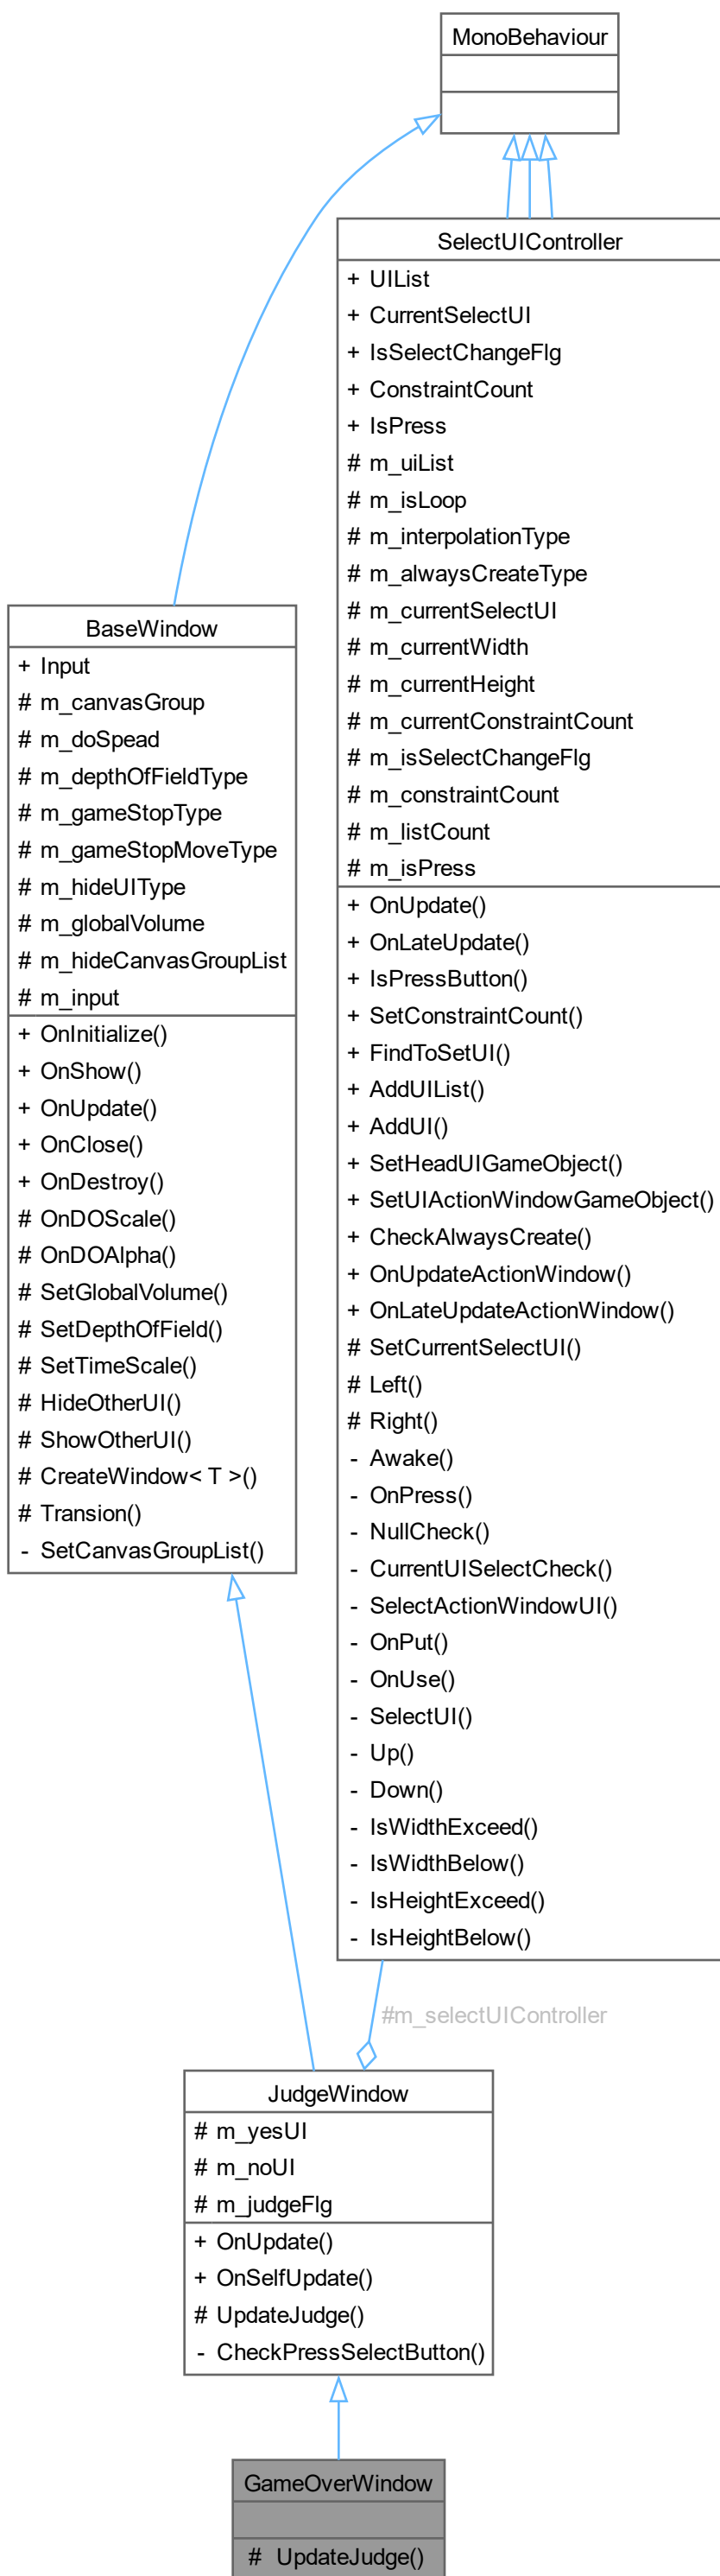 MonoBehaviour
SelectUIController
+ UIList
+ CurrentSelectUI
+ IsSelectChangeFlg
+ ConstraintCount
+ IsPress
# m_uiList
# m_isLoop
# m_interpolationType
# m_alwaysCreateType
# m_currentSelectUI
# m_currentWidth
# m_currentHeight
# m_currentConstraintCount
# m_isSelectChangeFlg
# m_constraintCount
# m_listCount
# m_isPress
+ OnUpdate()
+ OnLateUpdate()
+ IsPressButton()
+ SetConstraintCount()
+ FindToSetUI()
+ AddUIList()
+ AddUI()
+ SetHeadUIGameObject()
+ SetUIActionWindowGameObject()
+ CheckAlwaysCreate()
+ OnUpdateActionWindow()
+ OnLateUpdateActionWindow()
# SetCurrentSelectUI()
# Left()
# Right()
- Awake()
- OnPress()
- NullCheck()
- CurrentUISelectCheck()
- SelectActionWindowUI()
- OnPut()
- OnUse()
- SelectUI()
- Up()
- Down()
- IsWidthExceed()
- IsWidthBelow()
- IsHeightExceed()
- IsHeightBelow()
BaseWindow
+ Input
# m_canvasGroup
# m_doSpead
# m_depthOfFieldType
# m_gameStopType
# m_gameStopMoveType
# m_hideUIType
# m_globalVolume
# m_hideCanvasGroupList
# m_input
+ OnInitialize()
+ OnShow()
+ OnUpdate()
+ OnClose()
+ OnDestroy()
# OnDOScale()
# OnDOAlpha()
# SetGlobalVolume()
# SetDepthOfField()
# SetTimeScale()
# HideOtherUI()
# ShowOtherUI()
# CreateWindow< T >()
# Transion()
- SetCanvasGroupList()
#m_selectUIController
JudgeWindow
# m_yesUI
# m_noUI
# m_judgeFlg
+ OnUpdate()
+ OnSelfUpdate()
# UpdateJudge()
- CheckPressSelectButton()
GameOverWindow
# UpdateJudge()